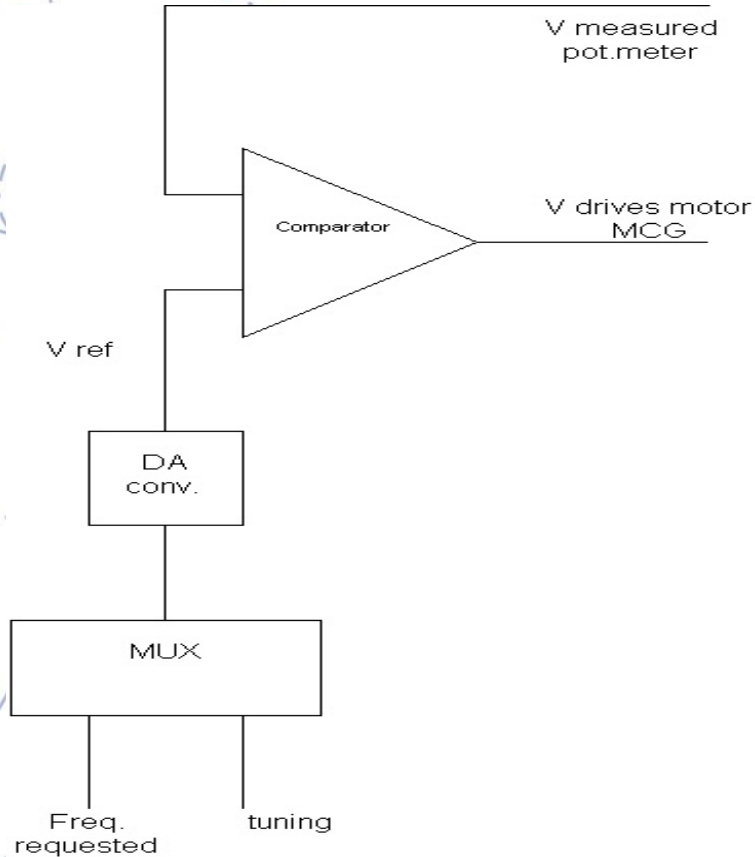 V measured
pot.meter
V drives motor
MCG
Comparator
V ref
DA
conv.
MUX
Freq.
requested
tuning